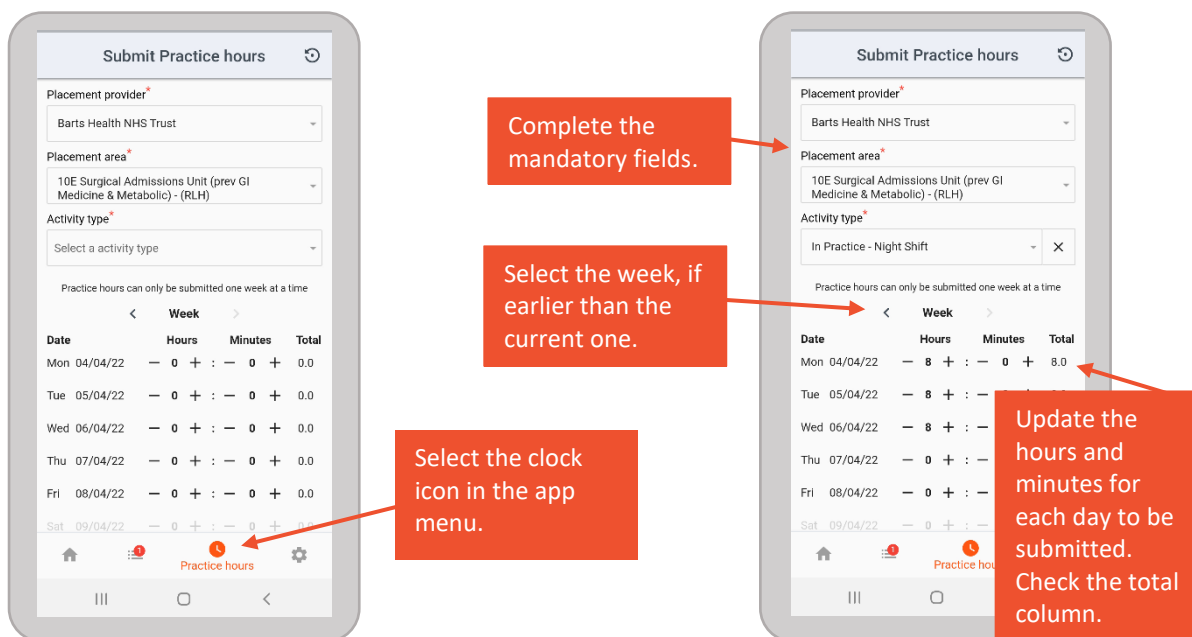 Submit Practice hours
Placement provider*
Barts Health NHS Trust
Placement area*
10E Surgical Admissions Unit (prev GI
Medicine & Metabolic) - (RLH)
Activity type*
Select a activity type
Practice hours can only be submitted one week at a time
< Week >
Date Hours Minutes Total
Mon 04/04/22 — 0 + : — 0 + 0.0
Tue 05/04/22 — 0 + : — 0 + 0.0
Wed 06/04/22 — 0 + : — 0 + 0.0
Thu 07/04/22 — 0 + : — 0 + 0.0
Fri 08/04/22 — 0 + : — 0 + 0.0
Sat 09/04/22 — 0 + : — 0 + 0.0
1
Practice hours
Complete the
mandatory fields.
Select the week, if
earlier than the
current one.
Select the clock
icon in the app
menu.
Submit Practice hours
Placement provider*
Barts Health NHS Trust
Placement area*
10E Surgical Admissions Unit (prev GI
Medicine & Metabolic) - (RLH)
Activity type*
In Practice - Night Shift ×
Practice hours can only be submitted one week at a time
< Week >
Date Hours Minutes Total
Mon 04/04/22 — 8 + : — 0 + 8.0
Tue 05/04/22 — 8 + : —
Wed 06/04/22 — 8 + : —
Thu 07/04/22 — 0 + : —
Fri 08/04/22 — 0 + : —
Sat 09/04/22 — 0 + : —
1
Practice hou
Update the
hours and
minutes for
each day to be
submitted.
Check the total
column.